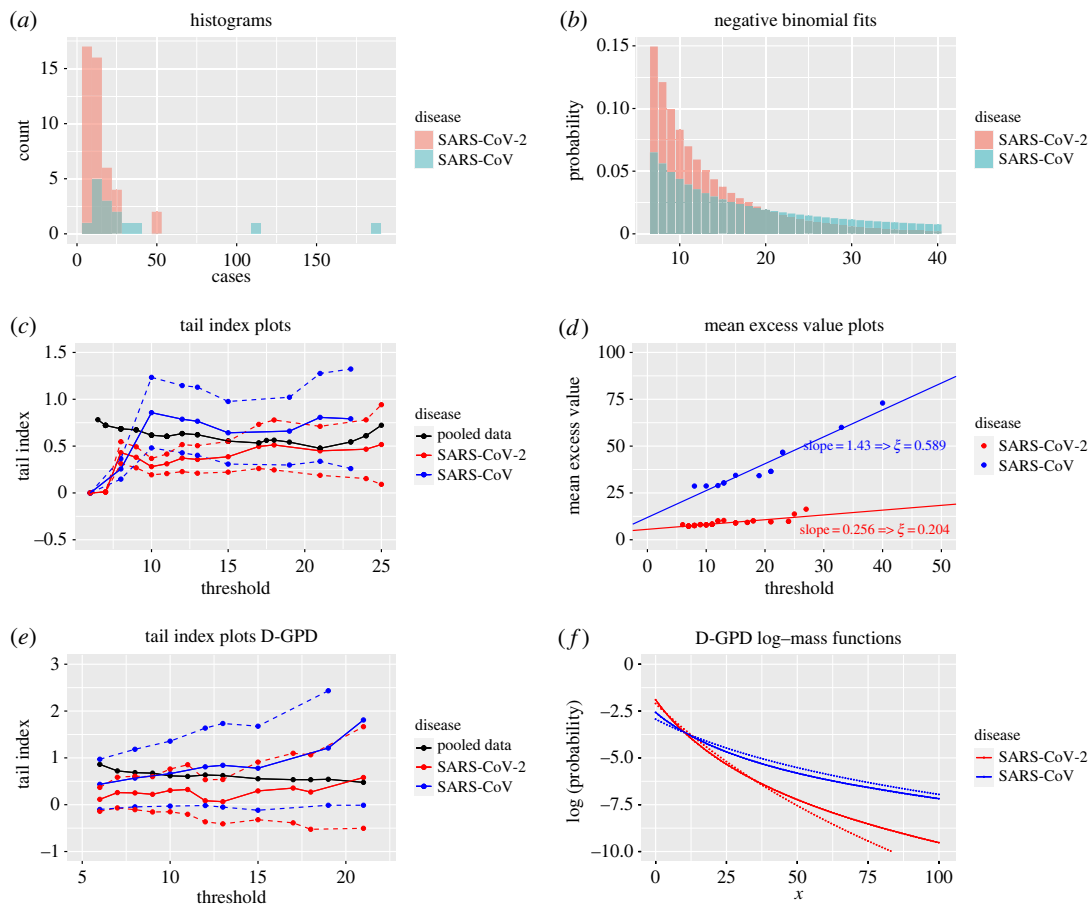 (a) histograms
count
15
10
5
0
0 50 100 150
cases
disease
SARS-CoV-2
SARS-CoV
(b) negative binomial fits
probability
0.15
0.10
0.05
0
10 20 30 40
disease
SARS-CoV-2
SARS-CoV
(c) tail index plots
tail index
1.5
1.0
0.5
0
−0.5
10 15 20 25
threshold
disease
pooled data
SARS-CoV-2
SARS-CoV
(d) mean excess value plots
mean excess value
100
75
50
25
0
slope = 1.43 => ξ = 0.589
slope = 0.256 => ξ = 0.204
0 10 20 30 40 50
threshold
disease
SARS-CoV-2
SARS-CoV
(e) tail index plots D-GPD
tail index
3
2
1
0
−1
5 10 15 20
threshold
disease
pooled data
SARS-CoV-2
SARS-CoV
(f) D-GPD log–mass functions
log (probability)
0
−2.5
−5.0
−7.5
−10.0
0 25 50 75 100
x
disease
SARS-CoV-2
SARS-CoV